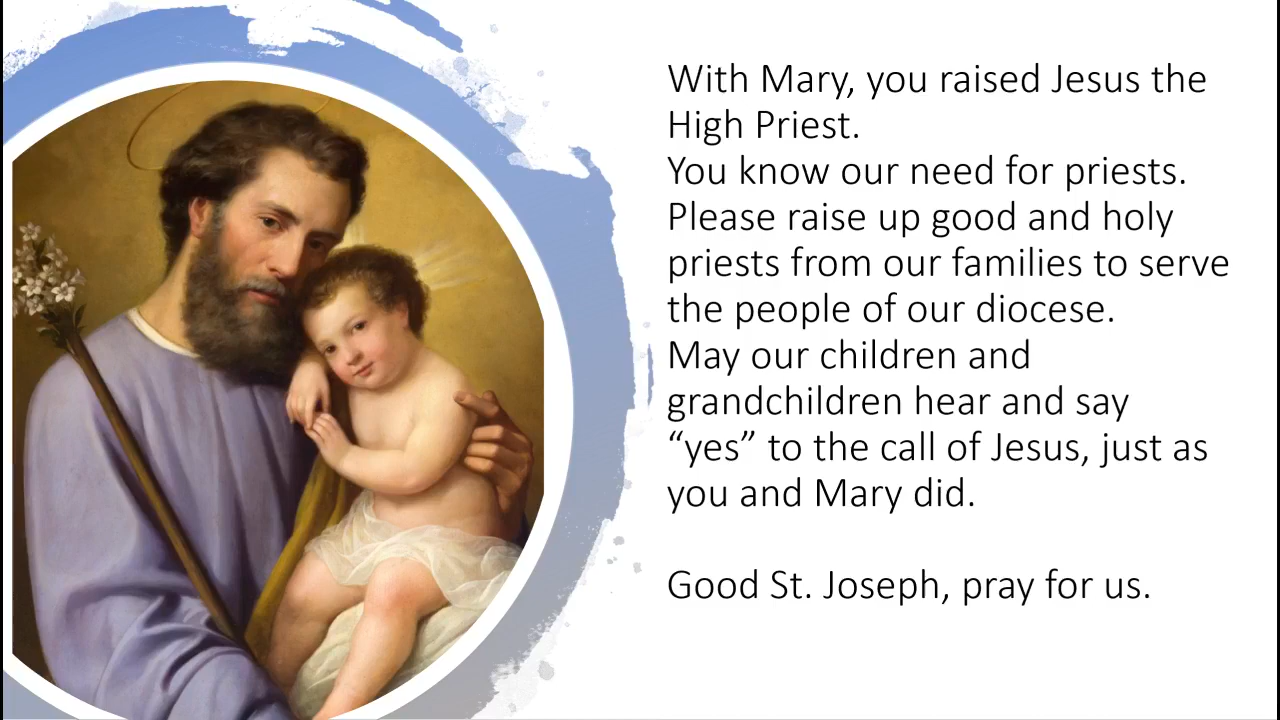 With Mary, you raised Jesus the
High Priest.
You know our need for priests.
Please raise up good and holy
priests from our families to serve
the people of our diocese.
May our children and
grandchildren hear and say
“yes” to the call of Jesus, just as
you and Mary did.
Good St. Joseph, pray for us.